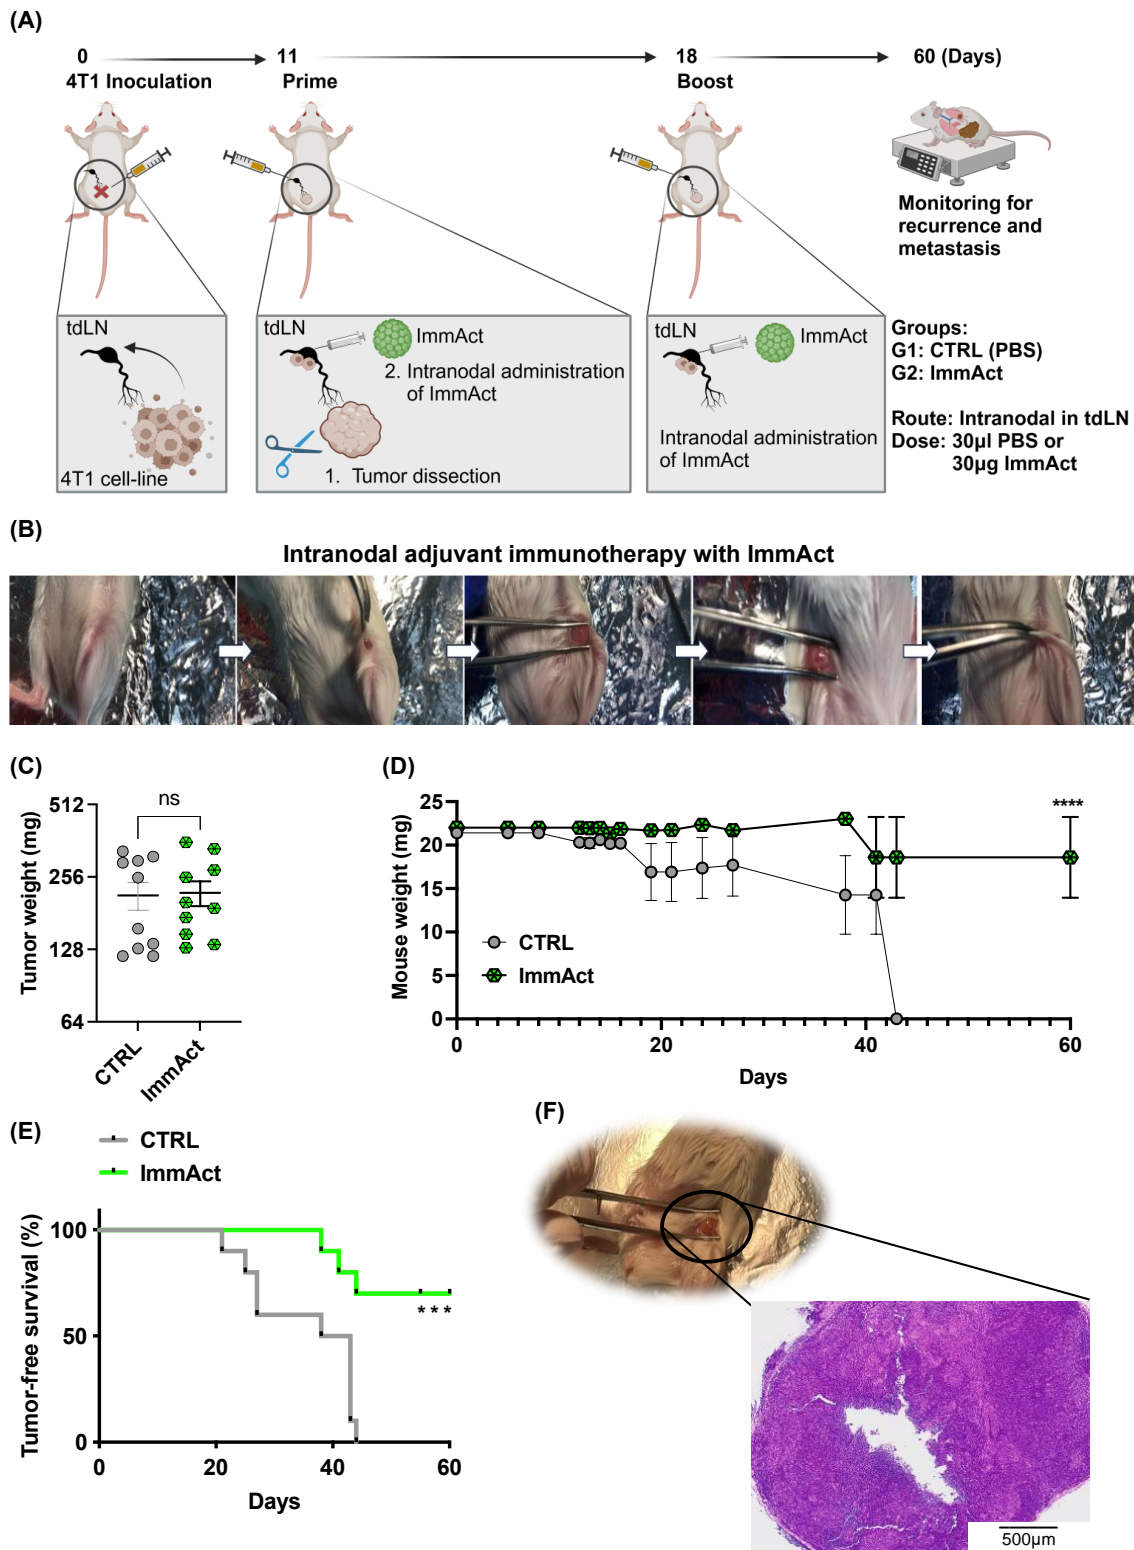 (A)
0 11 18 60 (Days)
4T1 Inoculation Prime Boost
Monitoring for
recurrence and
metastasis
tdLN
4T1 cell-line
tdLN
ImmAct
2. Intranodal administration
of ImmAct
1. Tumor dissection
tdLN
ImmAct
Intranodal administration
of ImmAct
Groups:
G1: CTRL (PBS)
G2: ImmAct
Route: Intranodal in tdLN
Dose: 30µl PBS or
30µg ImmAct
(B)
Intranodal adjuvant immunotherapy with ImmAct
(C)
ns
512
256
128
64
Tumor weight (mg)
CTRL
ImmAct
(D)
****
25
20
15
10
5
0
Mouse weight (mg)
CTRL
ImmAct
0 20 40 60
Days
(E)
CTRL
ImmAct
100
50
0
Tumor-free survival (%)
***
0 20 40 60
Days
(F)
500µm